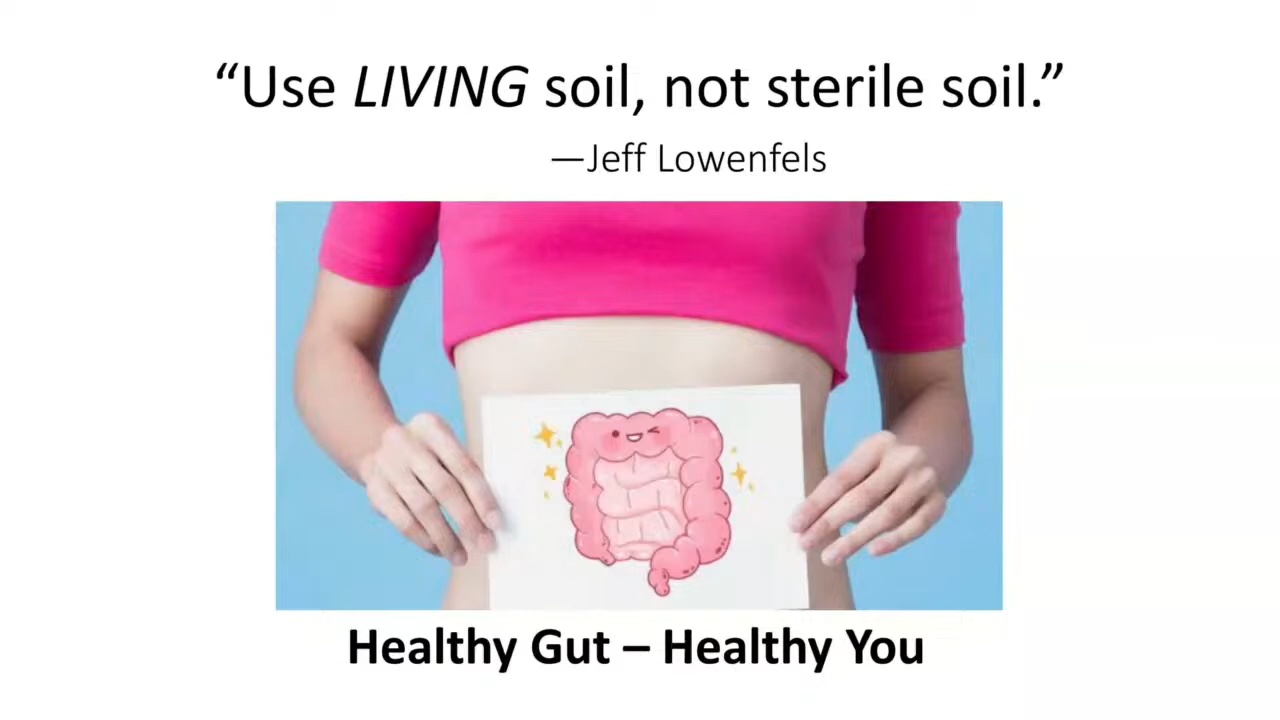 “Use LIVING soil, not sterile soil.”
—Jeff Lowenfels
Healthy Gut – Healthy You